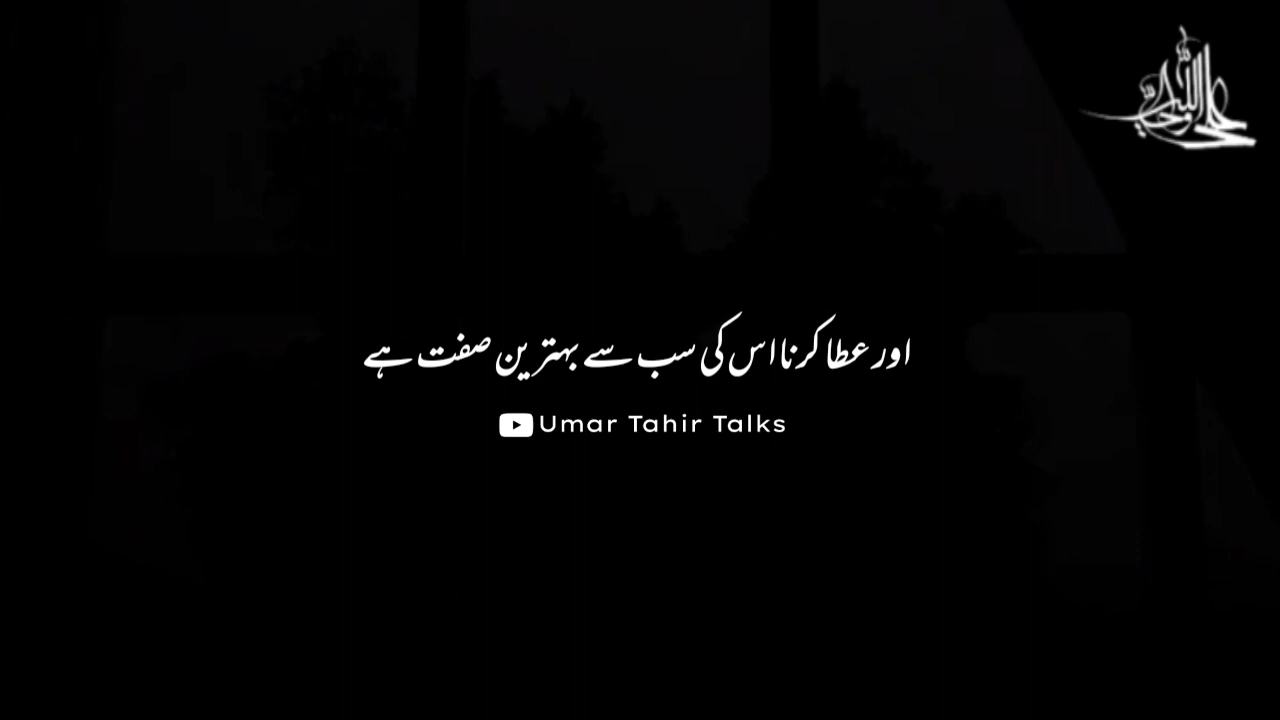 اور عطا کرنا اس کی سب سے بہترین صفت ہے
Umar Tahir Talks